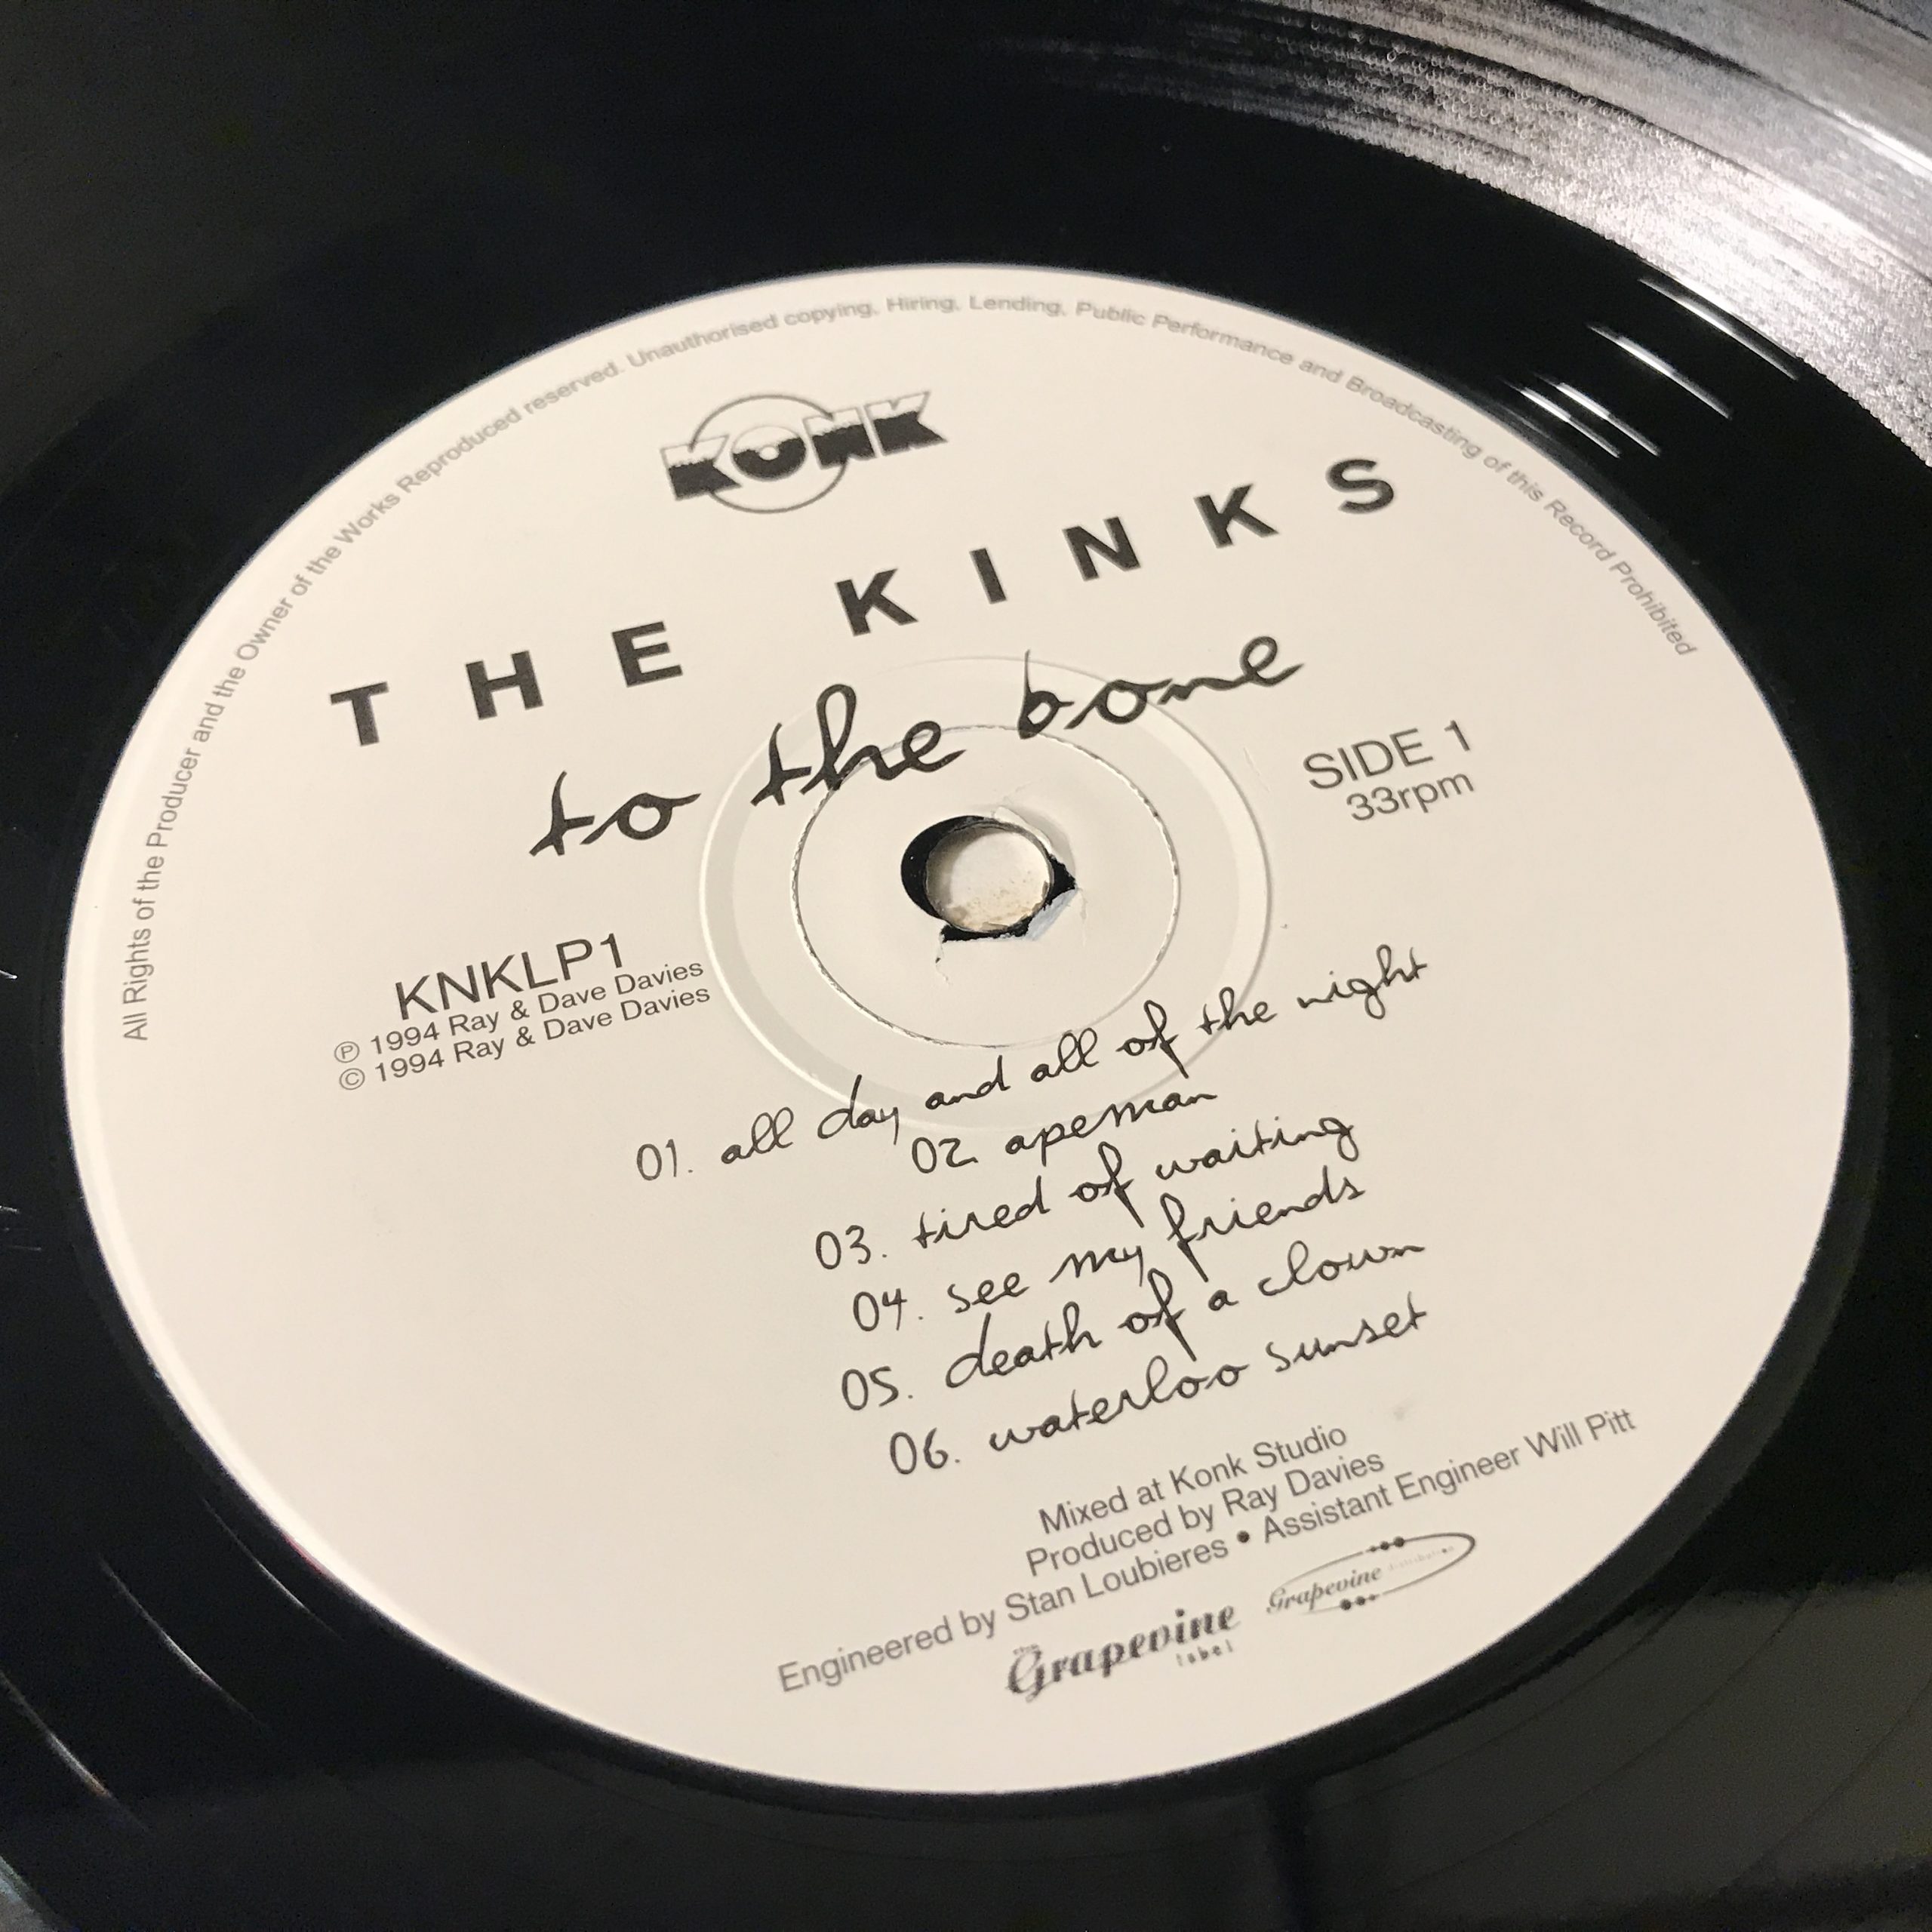 All Rights of the Producer and the Owner of the Works Reproduced reserved. Unauthorised copying, Hiring, Lending, Public Performance and Broadcasting of this Record Prohibited
KONK
THE KINKS
to the bone
SIDE 1
33rpm
KNKLP1
℗ 1994 Ray & Dave Davies
© 1994 Ray & Dave Davies
01. all day and all of the night
02. apeman
03. tired of waiting
04. see my friends
05. death of a clown
06. waterloo sunset
Mixed at Konk Studio
Produced by Ray Davies
Engineered by Stan Loubieres • Assistant Engineer Will Pitt
the Grapevine label
Grapevine distribution